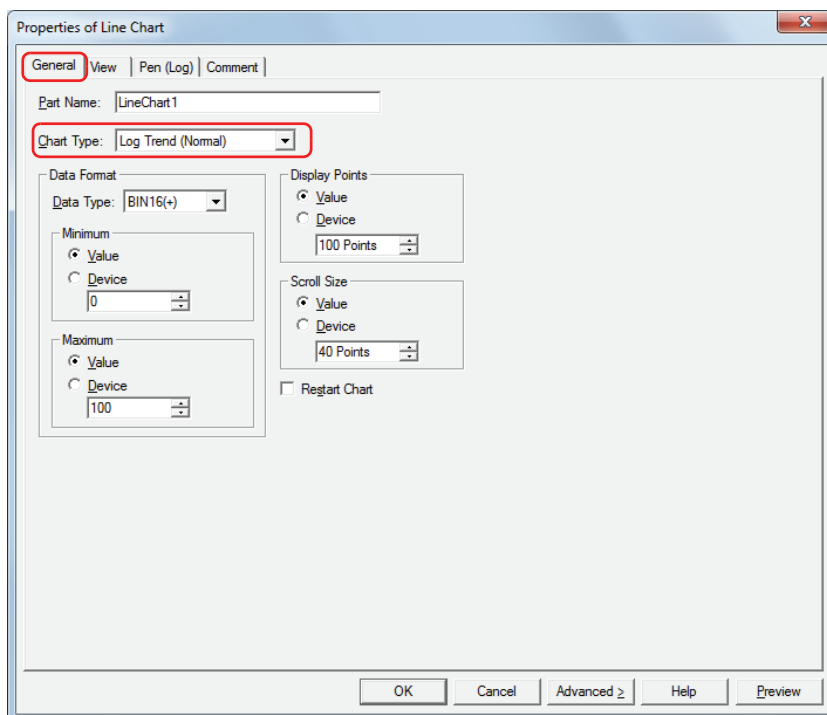 Properties of Line Chart
x
General View Pen (Log) Comment
Part Name: LineChart1
Chart Type: Log Trend (Normal)
Data Format
Data Type: BIN16(+)
Minimum
Value
Device
0
Maximum
Value
Device
100
Display Points
Value
Device
100 Points
Scroll Size
Value
Device
40 Points
Restart Chart
OK Cancel Advanced > Help Preview